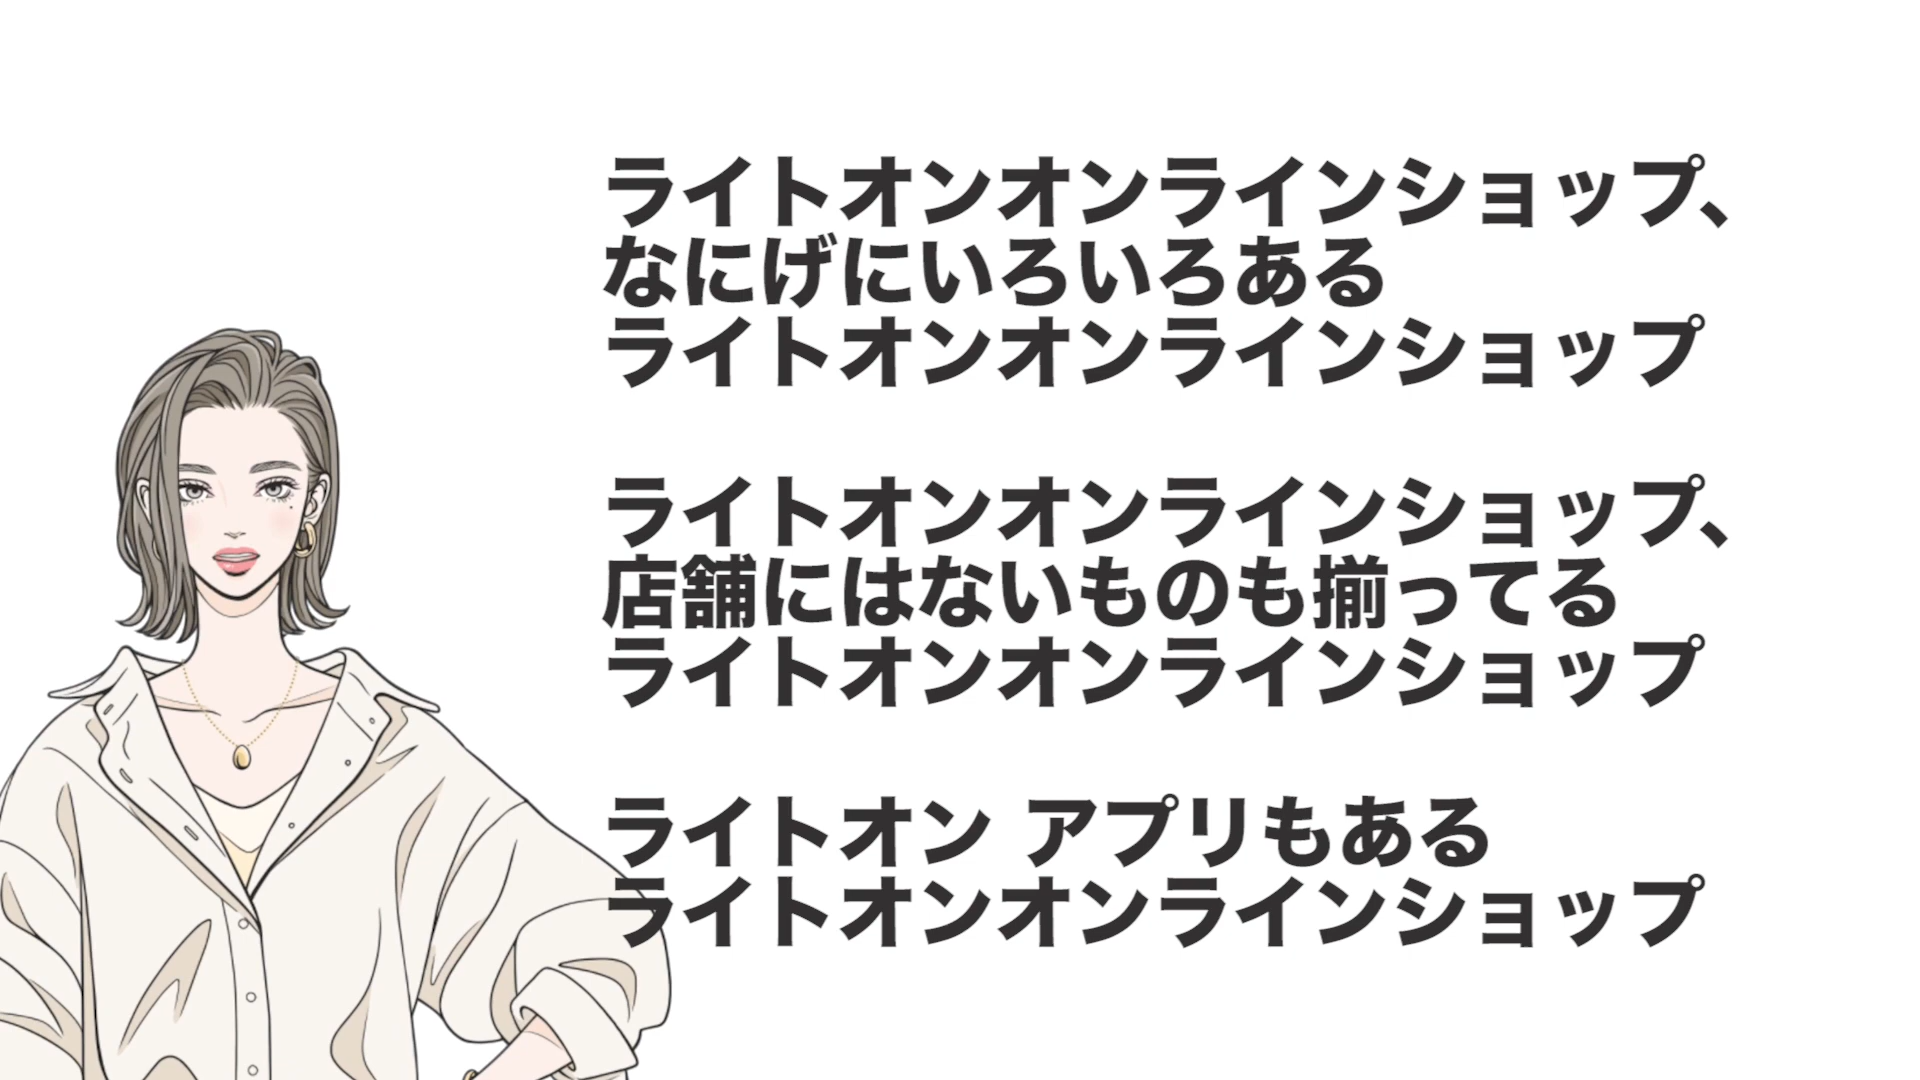 ライトオンオンラインショップ、
なにげにいろいろある
ライトオンオンラインショップ
ライトオンオンラインショップ、
店舗にはないものも揃ってる
ライトオンオンラインショップ
ライトオン アプリもある
ライトオンオンラインショップ